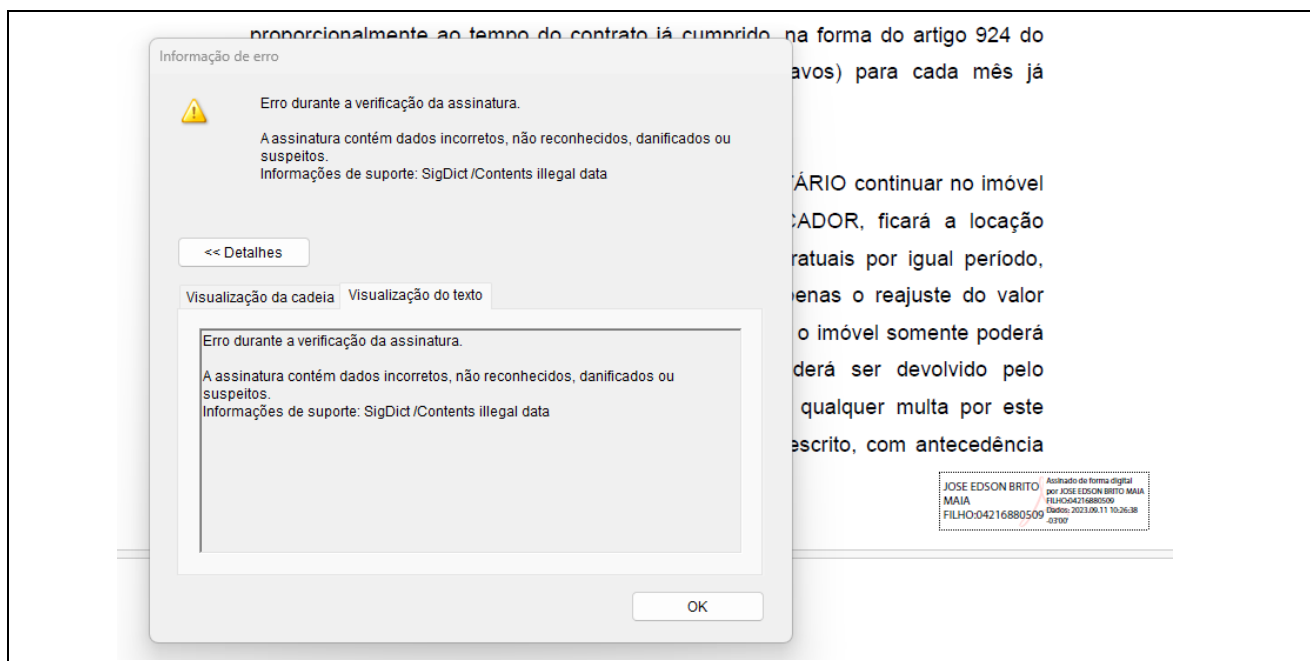 proporcionalmente ao tempo do contrato já cumprido, na forma do artigo 924 do
Informação de erro
avos) para cada mês já
Erro durante a verificação da assinatura.
A assinatura contém dados incorretos, não reconhecidos, danificados ou
suspeitos.
Informações de suporte: SigDict /Contents illegal data
ÁRIO continuar no imóvel
CADOR, ficará a locação
<< Detalhes
ratuais por igual período,
Visualização da cadeia
Visualização do texto
enas o reajuste do valor
Erro durante a verificação da assinatura.
o imóvel somente poderá
A assinatura contém dados incorretos, não reconhecidos, danificados ou
suspeitos.
Informações de suporte: SigDict /Contents illegal data
derá ser devolvido pelo
qualquer multa por este
escrito, com antecedência
JOSE EDSON BRITO
MAIA
FILHO:04216880509
Assinado de forma digital
por JOSE EDSON BRITO MAIA
FILHO:04216880509
Dados: 2023.09.11 10:26:38
-03'00'
OK